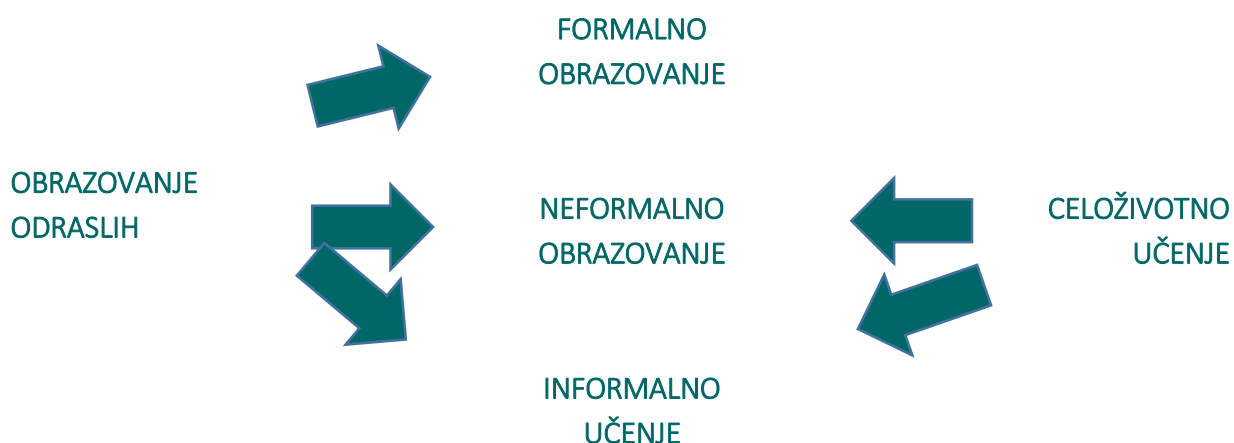 FORMALNO
OBRAZOVANJE
OBRAZOVANJE
ODRASLIH
NEFORMALNO
OBRAZOVANJE
CELOŽIVOTNO
UČENJE
INFORMALNO
UČENJE